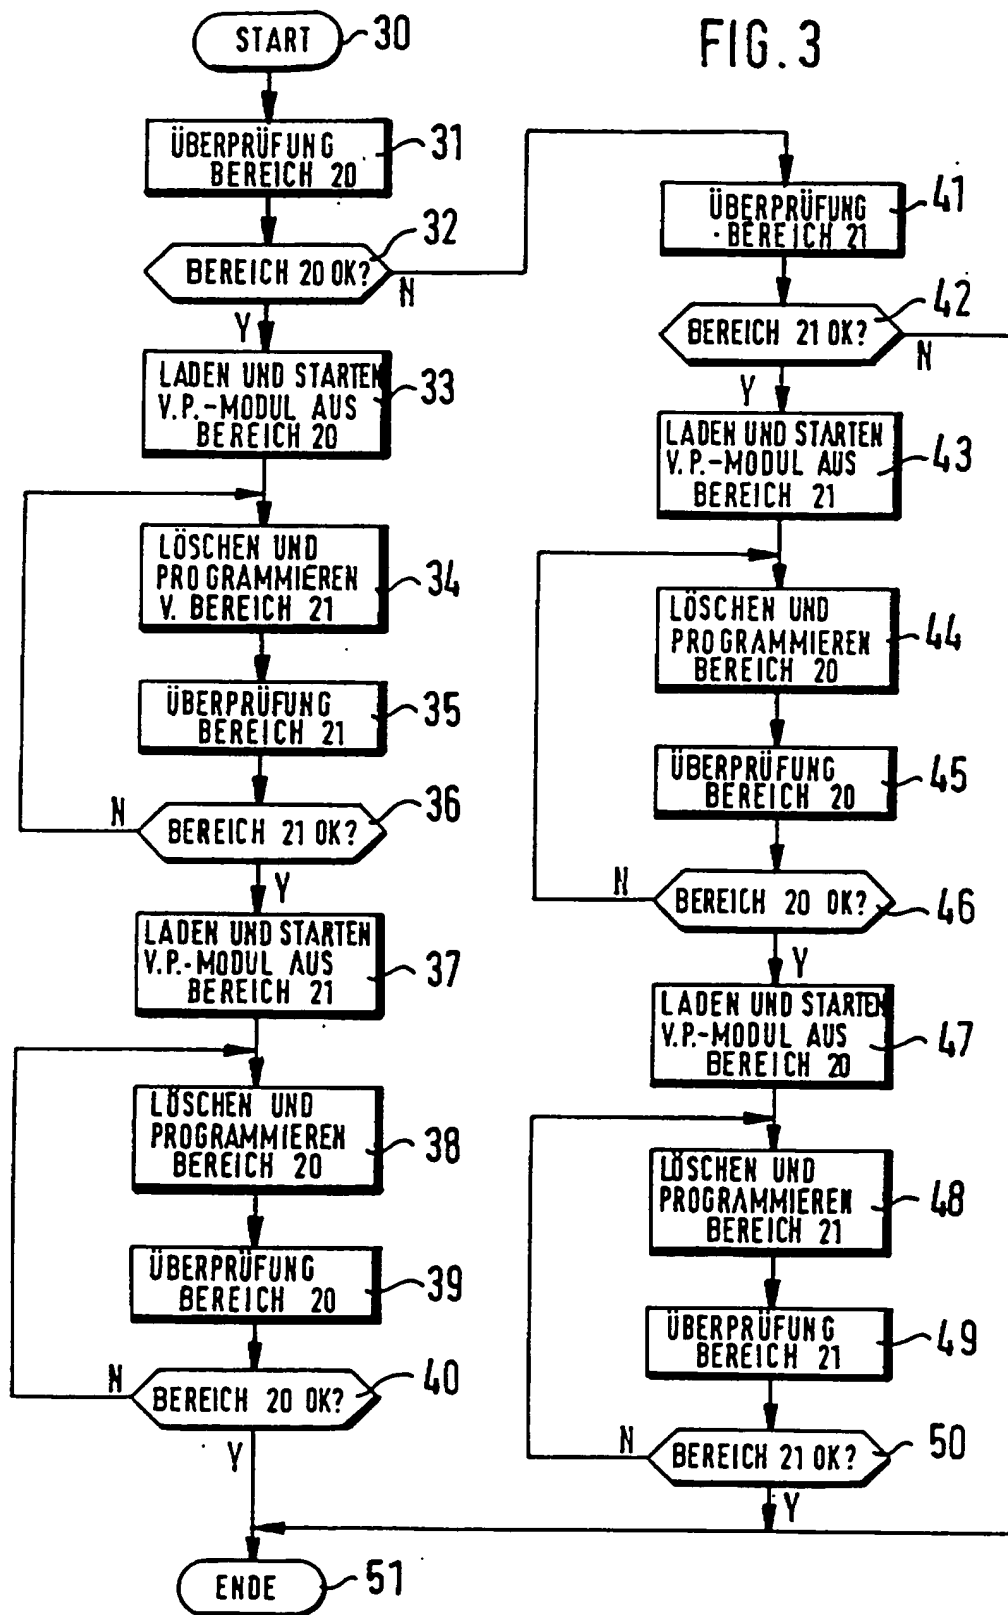 FIG. 3
START
30
ÜBERPRÜFUNG
BEREICH 20
31
BEREICH 20 OK?
32
N
Y
LADEN UND STARTEN
V.P.-MODUL AUS
BEREICH 20
33
LÖSCHEN UND
PROGRAMMIEREN
V. BEREICH 21
34
ÜBERPRÜFUNG
BEREICH 21
35
BEREICH 21 OK?
36
N
Y
LADEN UND STARTEN
V.P.-MODUL AUS
BEREICH 21
37
LÖSCHEN UND
PROGRAMMIEREN
BEREICH 20
38
ÜBERPRÜFUNG
BEREICH 20
39
BEREICH 20 OK?
40
N
Y
ÜBERPRÜFUNG
BEREICH 21
41
BEREICH 21 OK?
42
N
Y
LADEN UND STARTEN
V.P.-MODUL AUS
BEREICH 21
43
LÖSCHEN UND
PROGRAMMIEREN
BEREICH 20
44
ÜBERPRÜFUNG
BEREICH 20
45
BEREICH 20 OK?
46
N
Y
LADEN UND STARTEN
V.P.-MODUL AUS
BEREICH 20
47
LÖSCHEN UND
PROGRAMMIEREN
BEREICH 21
48
ÜBERPRÜFUNG
BEREICH 21
49
BEREICH 21 OK?
50
N
Y
ENDE
51